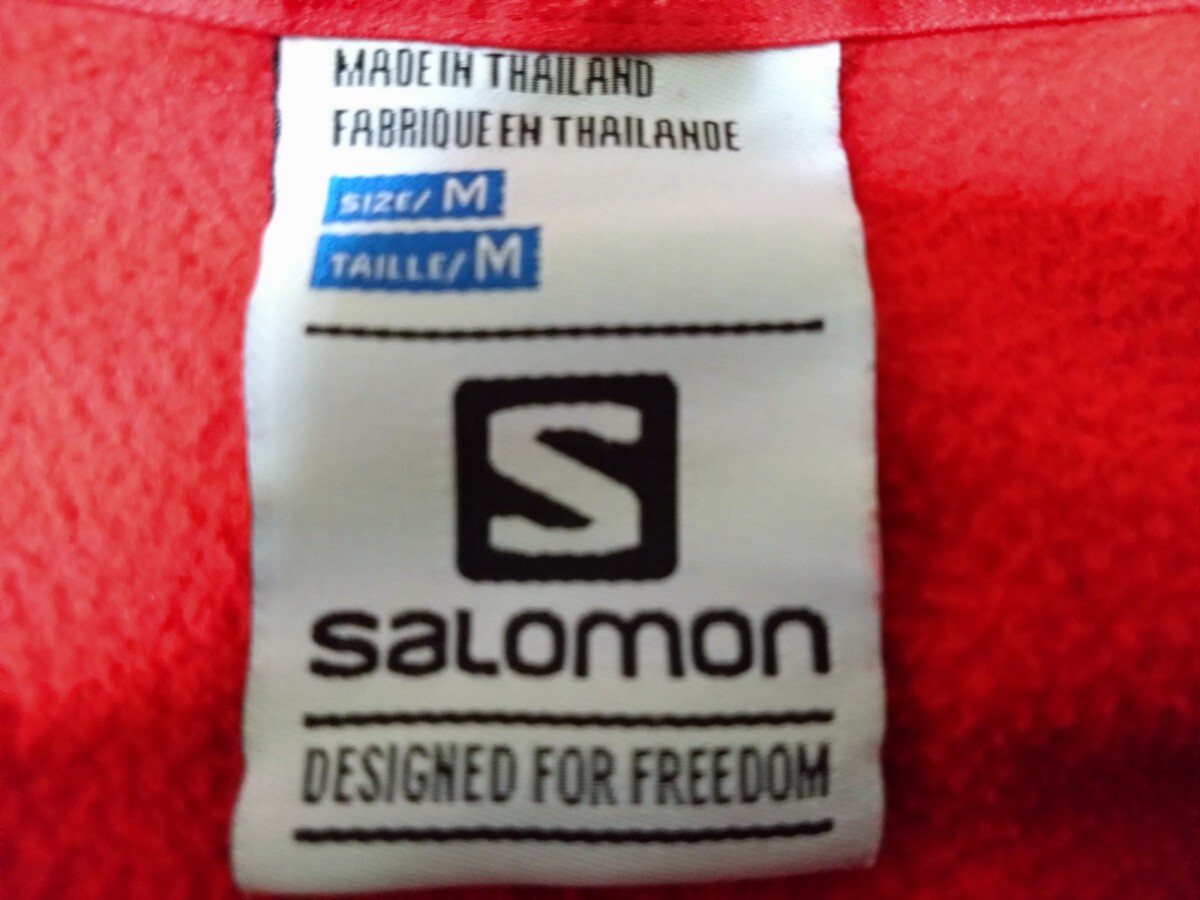 MADE IN THAILAND
FABRIQUE EN THAILANDE
SIZE/ M
TAILLE/ M
S
SALOMON
DESIGNED FOR FREEDOM